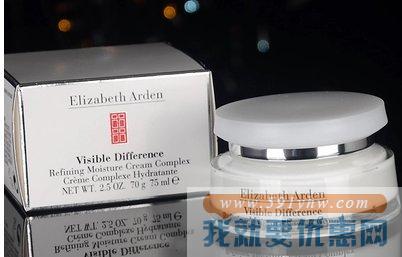 Elizabeth Arden
Visible Difference
Refining Moisture Cream Complex
Crème Complexe Hydratante
NET WT. 2.5 OZ. 70 g 75 ml ℮
Elizabeth Arden
Visible Difference
www.591yhw.com
我就要优惠网